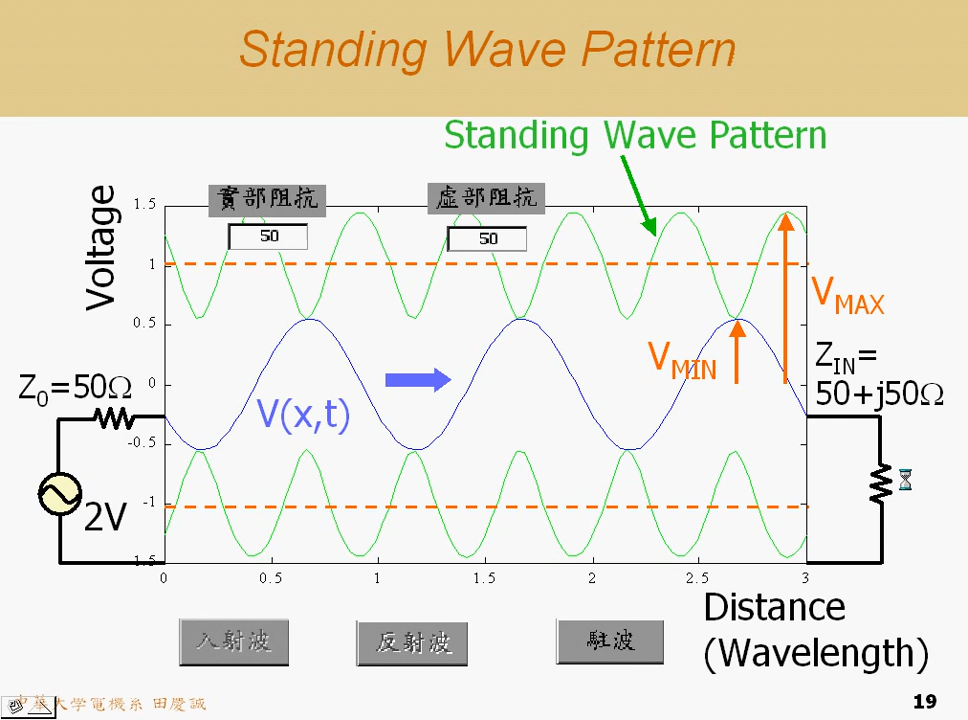 Standing Wave Pattern
Standing Wave Pattern
Voltage
實部阻抗
虛部阻抗
50
50
1.5
1
0.5
0
-0.5
-1
-1.5
V_MAX
V_MIN
Z_IN=
50+j50Ω
Z_0=50Ω
V(x,t)
2V
0
0.5
1
1.5
2
2.5
3
Distance
(Wavelength)
入射波
反射波
駐波
中華大学電機系 田慶誠
19